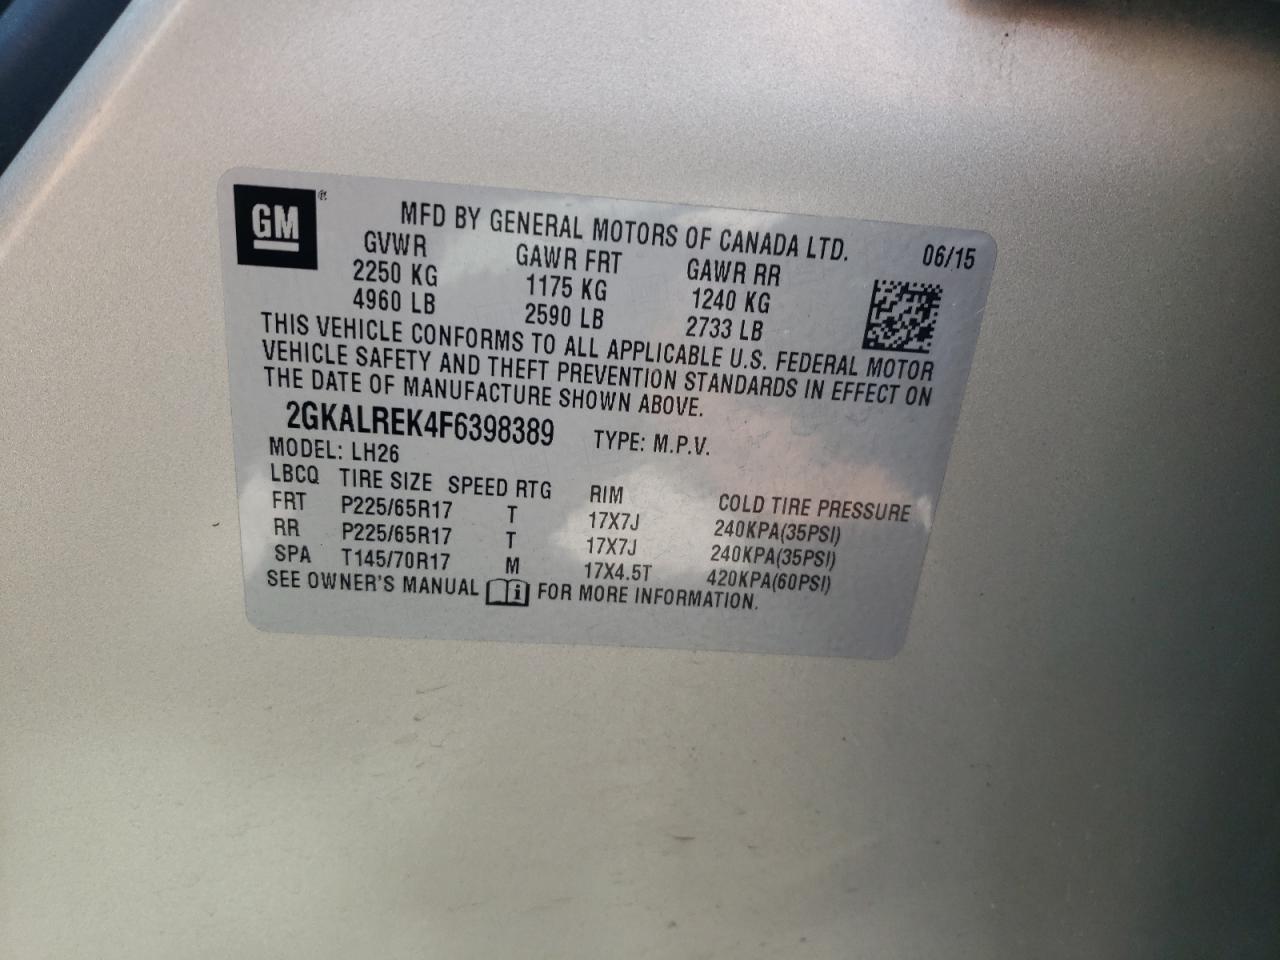 GM®
MFD BY GENERAL MOTORS OF CANADA LTD. 06/15
GVWR GAWR FRT GAWR RR
2250 KG 1175 KG 1240 KG
4960 LB 2590 LB 2733 LB
THIS VEHICLE CONFORMS TO ALL APPLICABLE U.S. FEDERAL MOTOR
VEHICLE SAFETY AND THEFT PREVENTION STANDARDS IN EFFECT ON
THE DATE OF MANUFACTURE SHOWN ABOVE.
2GKALREK4F6398389 TYPE: M.P.V.
MODEL: LH26
LBCQ TIRE SIZE SPEED RTG RIM COLD TIRE PRESSURE
FRT P225/65R17 T 17X7J 240KPA(35PSI)
RR P225/65R17 T 17X7J 240KPA(35PSI)
SPA T145/70R17 M 17X4.5T 420KPA(60PSI)
SEE OWNER'S MANUAL i FOR MORE INFORMATION.